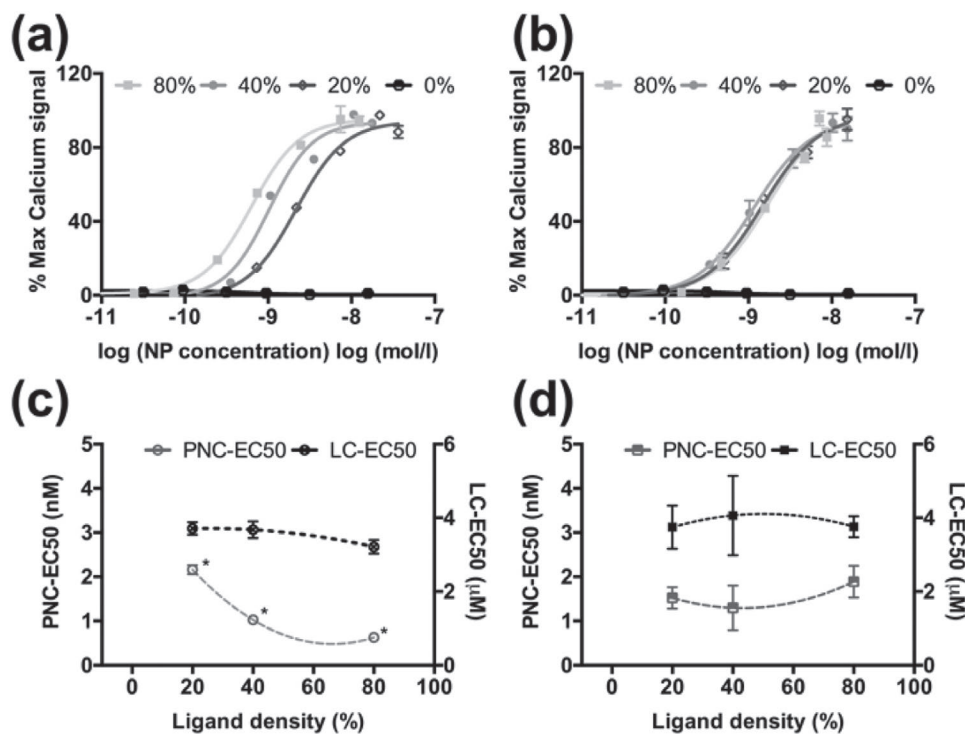 (a)
120
80% 40% 20% 0%
80
40
0
% Max Calcium signal
-11 -10 -9 -8 -7
log (NP concentration) log (mol/l)
(b)
120
80% 40% 20% 0%
80
40
0
% Max Calcium signal
-11 -10 -9 -8 -7
log (NP concentration) log (mol/l)
(c)
PNC-EC50 LC-EC50
5
4
3
2
1
0
PNC-EC50 (nM)
6
4
2
0
LC-EC50 (μM)
*
*
*
0 20 40 60 80 100
Ligand density (%)
(d)
PNC-EC50 LC-EC50
5
4
3
2
1
0
PNC-EC50 (nM)
6
4
2
0
LC-EC50 (μM)
0 20 40 60 80 100
Ligand density (%)